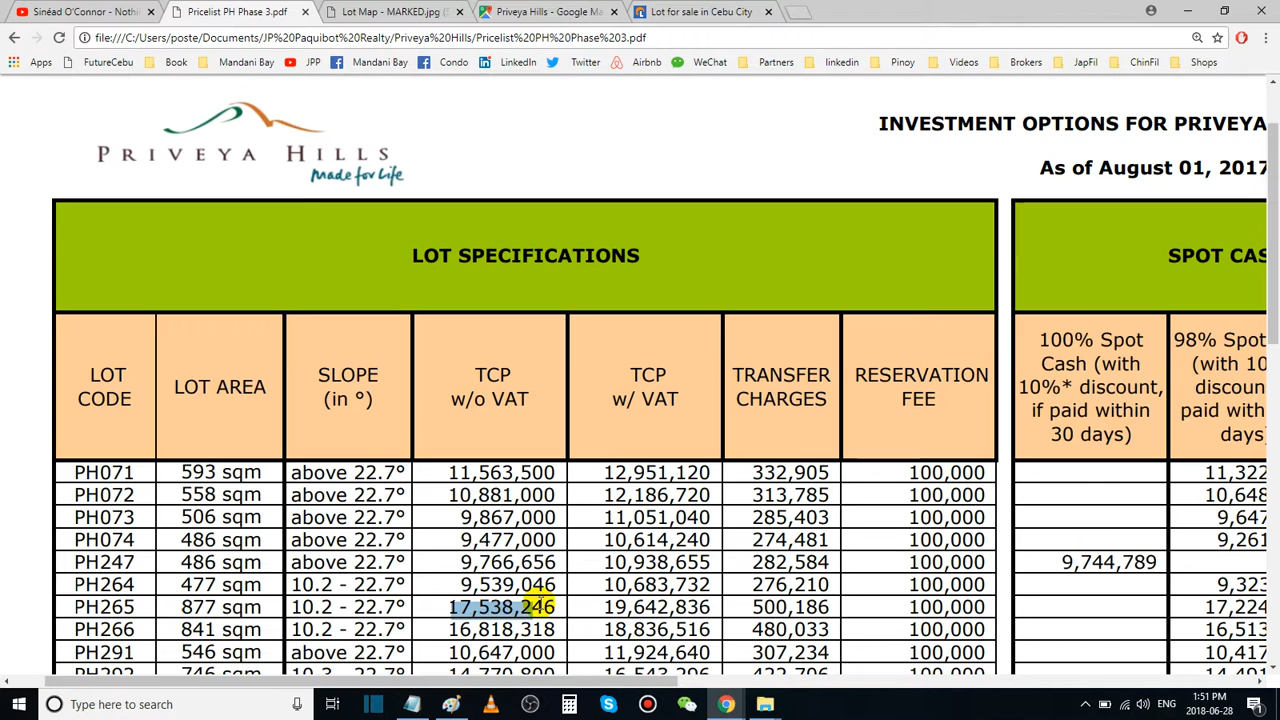 Sinéad O'Connor - Nothi
Pricelist PH Phase 3.pdf
Lot Map - MARKED.jpg
Priveya Hills - Google Ma
Lot for sale in Cebu City
file:///C:/Users/poste/Documents/JP%20Paquibot%20Realty/Priveya%20Hills/Pricelist%20PH%20Phase%203.pdf
Apps FutureCebu Book Mandani Bay JPP Mandani Bay Condo LinkedIn Twitter Airbnb WeChat Partners linkedin Pinoy Videos Brokers JapFil ChinFil Shops
PRIVEYA HILLS
Made for Life
INVESTMENT OPTIONS FOR PRIVEYA
As of August 01, 2017
LOT SPECIFICATIONS
SPOT CAS
LOT CODE
LOT AREA
SLOPE (in °)
TCP w/o VAT
TCP w/ VAT
TRANSFER CHARGES
RESERVATION FEE
100% Spot
Cash (with
10%* discount,
if paid within
30 days)
98% Spot
(with 10
discoun
paid with
days)
PH071 593 sqm above 22.7° 11,563,500 12,951,120 332,905 100,000 11,322
PH072 558 sqm above 22.7° 10,881,000 12,186,720 313,785 100,000 10,648
PH073 506 sqm above 22.7° 9,867,000 11,051,040 285,403 100,000 9,647
PH074 486 sqm above 22.7° 9,477,000 10,614,240 274,481 100,000 9,261
PH247 486 sqm above 22.7° 9,766,656 10,938,655 282,584 100,000 9,744,789
PH264 477 sqm 10.2 - 22.7° 9,539,046 10,683,732 276,210 100,000 9,323
PH265 877 sqm 10.2 - 22.7° 17,538,246 19,642,836 500,186 100,000 17,224
PH266 841 sqm 10.2 - 22.7° 16,818,318 18,836,516 480,033 100,000 16,513
PH291 546 sqm above 22.7° 10,647,000 11,924,640 307,234 100,000 10,417
Type here to search
ENG
1:51 PM
2018-06-28